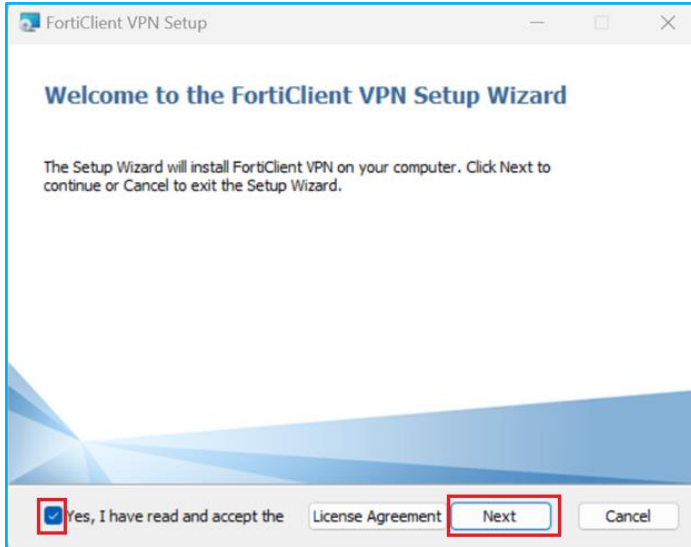 FortiClient VPN Setup
Welcome to the FortiClient VPN Setup Wizard
The Setup Wizard will install FortiClient VPN on your computer. Click Next to
continue or Cancel to exit the Setup Wizard.
Yes, I have read and accept the License Agreement Next Cancel